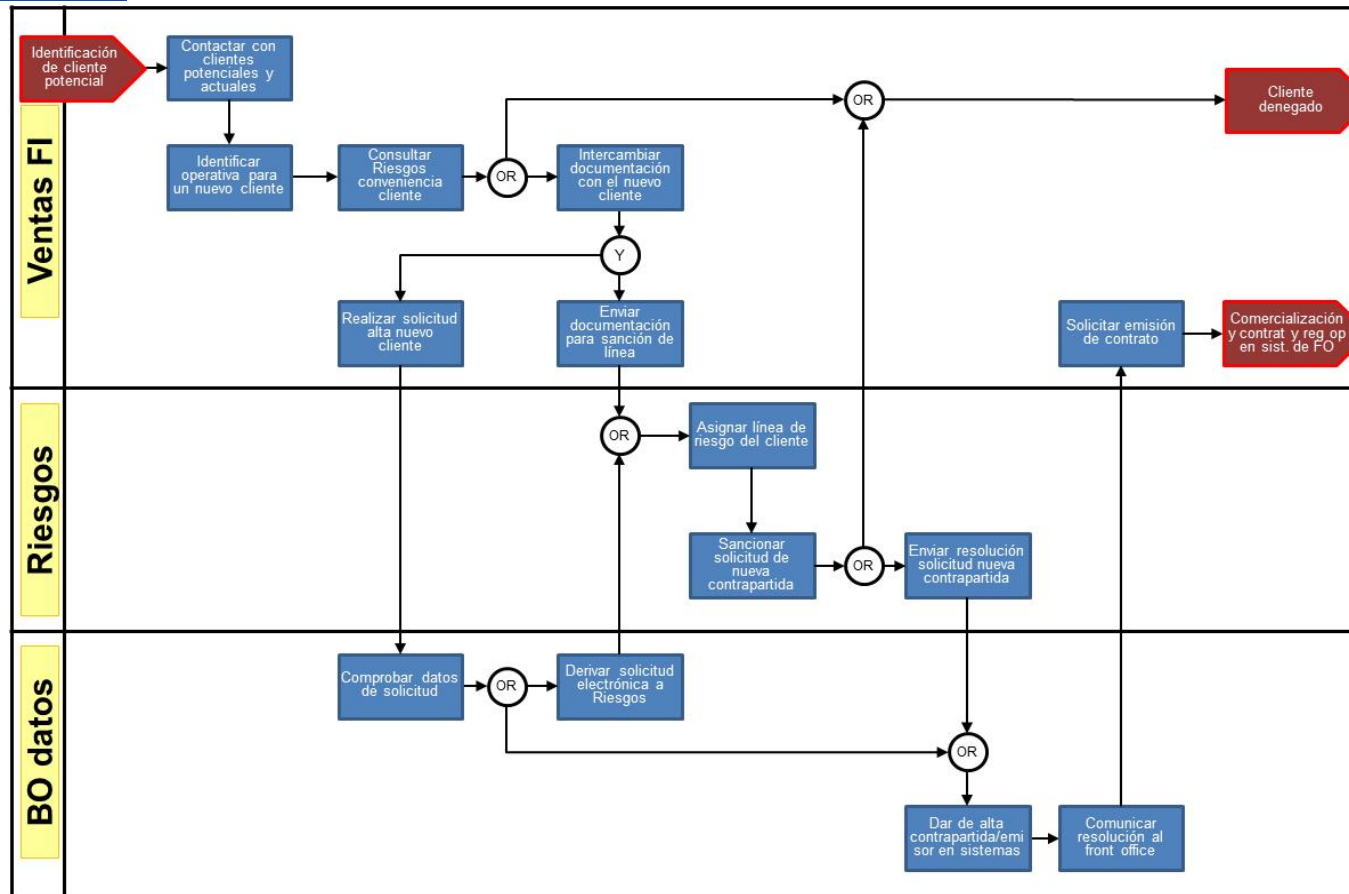 Ventas FI
Identificación
de cliente
potencial
Contactar con
clientes
potenciales y
actuales
Identificar
operativa para
un nuevo cliente
Consultar
Riesgos
conveniencia
cliente
OR
Intercambiar
documentación
con el nuevo
cliente
OR
Cliente
denegado
Y
Realizar solicitud
alta nuevo
cliente
Enviar
documentación
para sanción de
línea
Solicitar emisión
de contrato
Comercialización
y contrat y reg op
en sist. de FO
Riesgos
OR
Asignar línea de
riesgo del cliente
Sancionar
solicitud de
nueva
contrapartida
OR
Enviar resolución
solicitud nueva
contrapartida
BO datos
Comprobar datos
de solicitud
OR
Derivar solicitud
electrónica a
Riesgos
OR
Dar de alta
contrapartida/emi
sor en sistemas
Comunicar
resolución al
front office